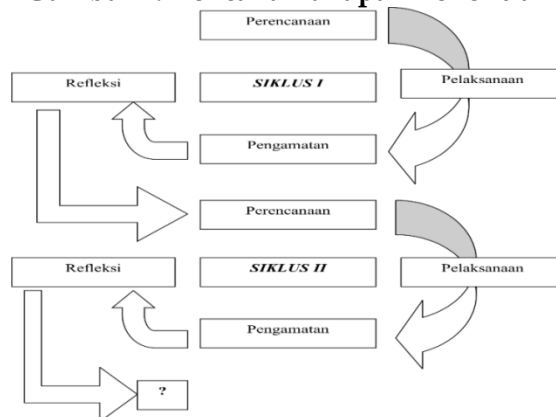 Perencanaan
Refleksi
SIKLUS I
Pelaksanaan
Pengamatan
Perencanaan
Refleksi
SIKLUS II
Pelaksanaan
Pengamatan
?